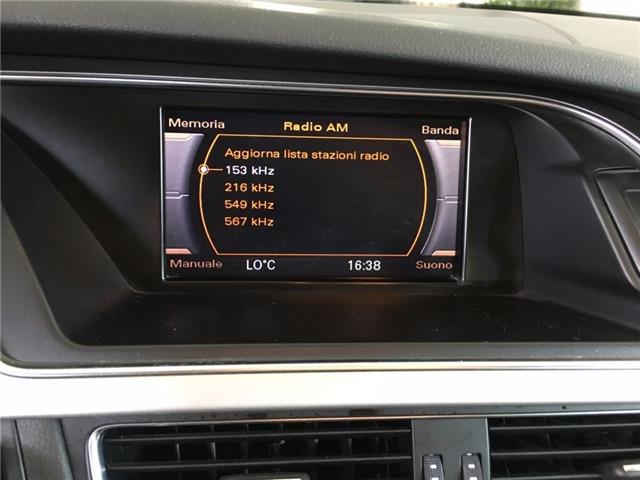 Memoria
Radio AM
Banda
Aggiorna lista stazioni radio
153 kHz
216 kHz
549 kHz
567 kHz
Manuale
LO°C
16:38
Suono